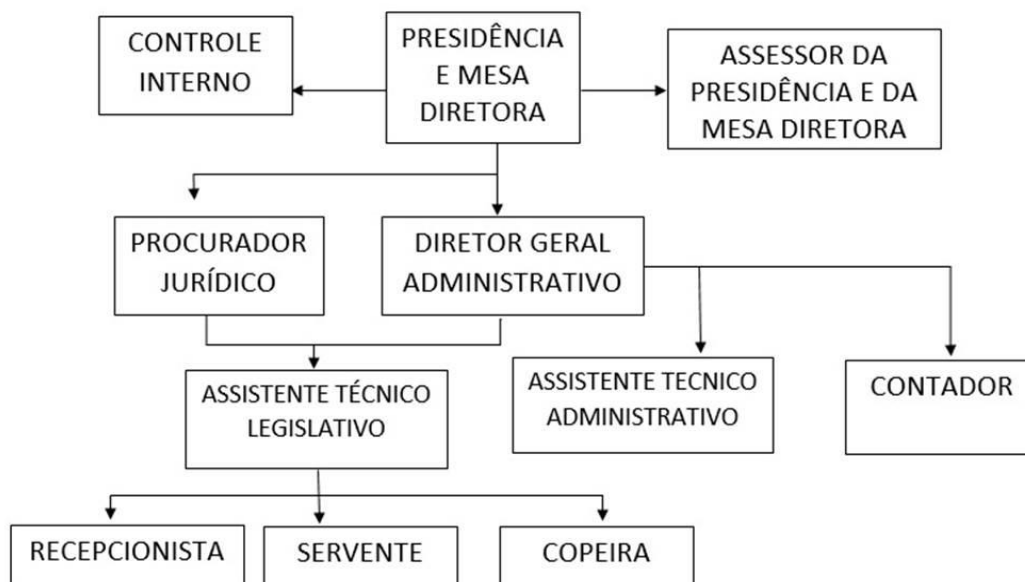 CONTROLE
INTERNO
PRESIDÊNCIA
E MESA
DIRETORA
ASSESSOR DA
PRESIDÊNCIA E DA
MESA DIRETORA
PROCURADOR
JURÍDICO
DIRETOR GERAL
ADMINISTRATIVO
ASSISTENTE TÉCNICO
LEGISLATIVO
ASSISTENTE TECNICO
ADMINISTRATIVO
CONTADOR
RECEPCIONISTA
SERVENTE
COPEIRA